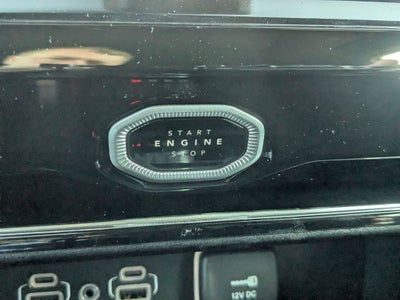 START
ENGINE
STOP
12V DC